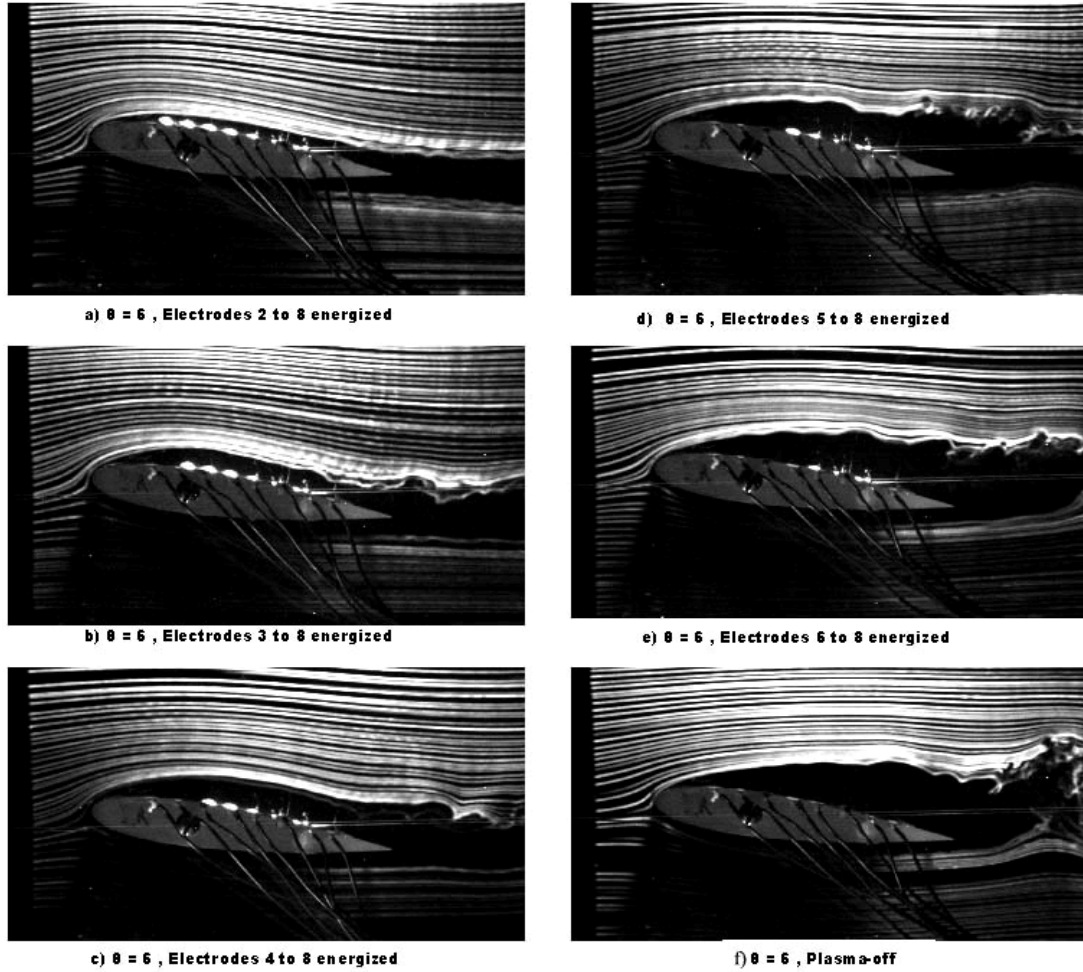 a) θ = 6 , Electrodes 2 to 8 energized
d) θ = 6 , Electrodes 5 to 8 energized
b) θ = 6 , Electrodes 3 to 8 energized
e) θ = 6 , Electrodes 6 to 8 energized
c) θ = 6 , Electrodes 4 to 8 energized
f) θ = 6 , Plasma-off